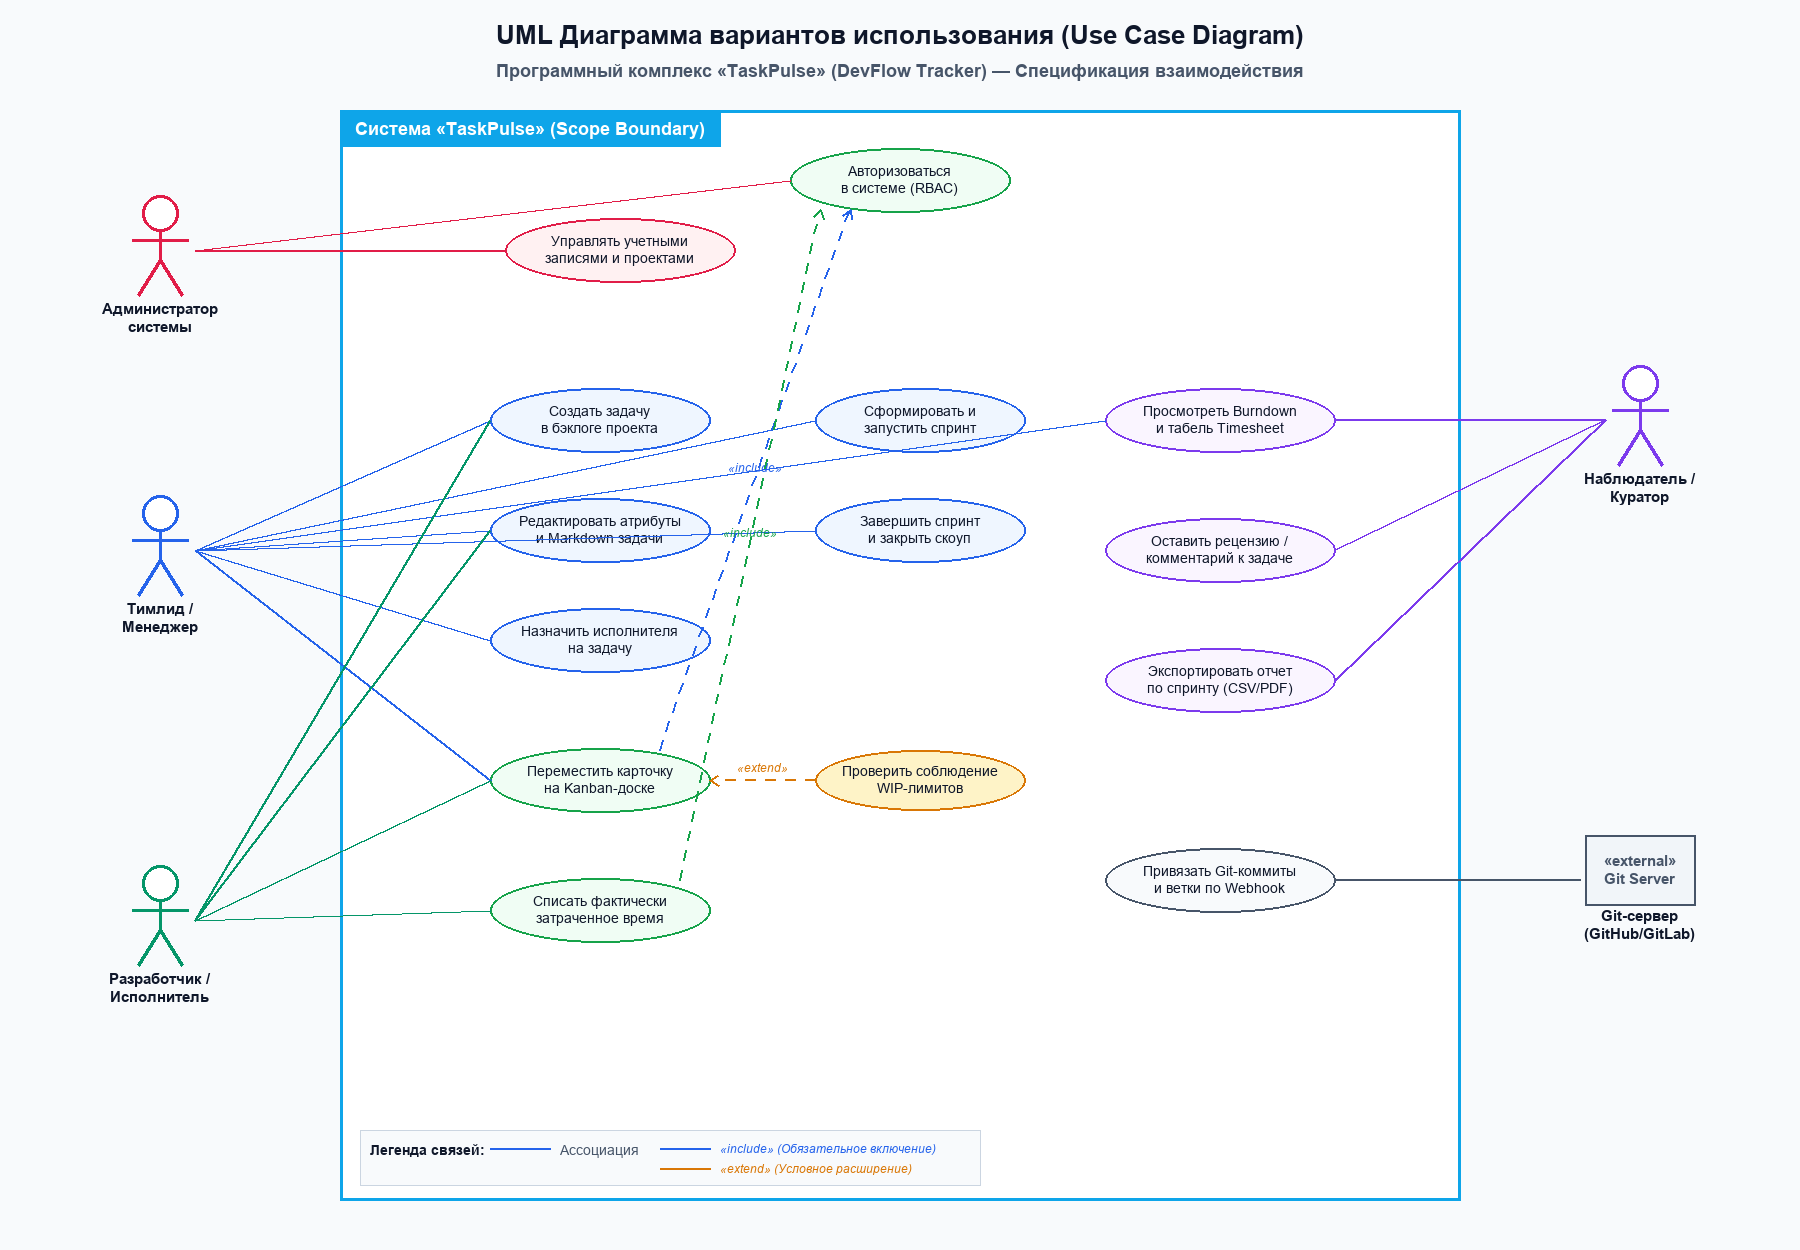 UML Диаграмма вариантов использования (Use Case Diagram)
Программный комплекс «TaskPulse» (DevFlow Tracker) — Спецификация взаимодействия
Система «TaskPulse» (Scope Boundary)
Авторизоваться
в системе (RBAC)
Управлять учетными
записями и проектами
Администратор
системы
Создать задачу
в бэклоге проекта
Сформировать и
запустить спринт
Просмотреть Burndown
и табель Timesheet
Наблюдатель /
Куратор
«include»
Редактировать атрибуты
и Markdown задачи
«include»
Завершить спринт
и закрыть скоуп
Оставить рецензию /
комментарий к задаче
Тимлид /
Менеджер
Назначить исполнителя
на задачу
Экспортировать отчет
по спринту (CSV/PDF)
Переместить карточку
на Kanban-доске
«extend»
Проверить соблюдение
WIP-лимитов
Привязать Git-коммиты
и ветки по Webhook
«external»
Git Server
Git-сервер
(GitHub/GitLab)
Списать фактически
затраченное время
Разработчик /
Исполнитель
Легенда связей:
Ассоциация
«include» (Обязательное включение)
«extend» (Условное расширение)